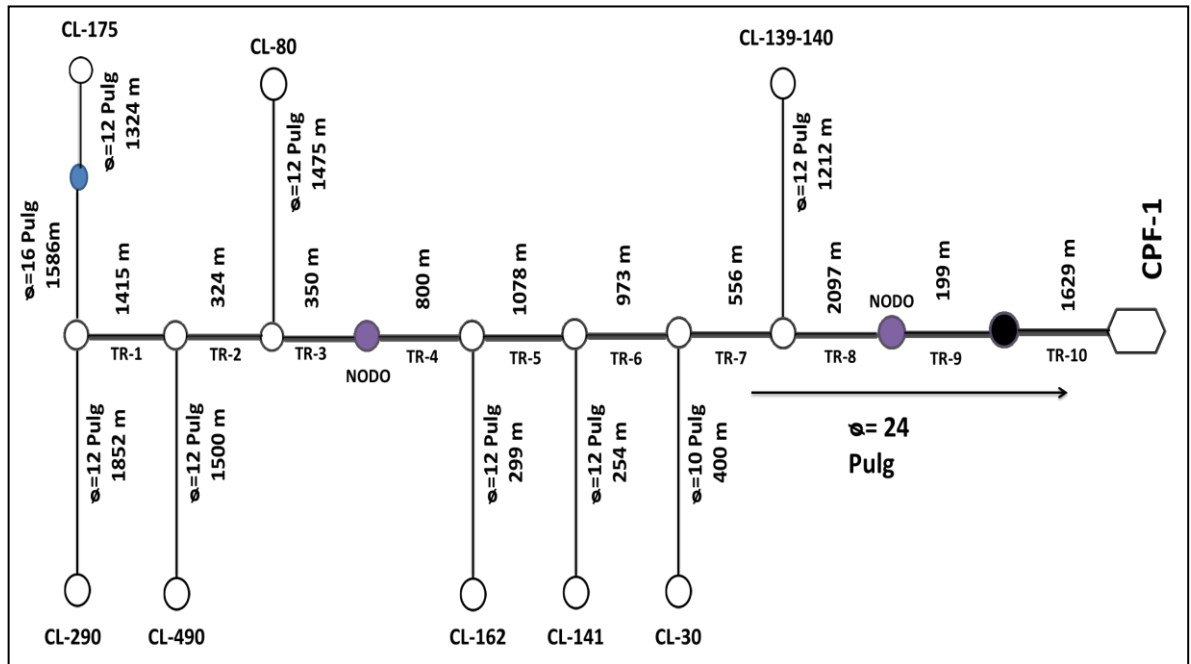 CL-175
CL-80
CL-139-140
ø=12 Pulg
1324 m
ø=12 Pulg
1475 m
ø=12 Pulg
1212 m
ø=16 Pulg
1586m
1415 m
324 m
350 m
800 m
1078 m
973 m
556 m
2097 m
199 m
1629 m
CPF-1
NODO
TR-1
TR-2
TR-3
TR-4
TR-5
TR-6
TR-7
TR-8
TR-9
TR-10
NODO
ø= 24
Pulg
ø=12 Pulg
1852 m
ø=12 Pulg
1500 m
ø=12 Pulg
299 m
ø=12 Pulg
254 m
ø=10 Pulg
400 m
CL-290
CL-490
CL-162
CL-141
CL-30